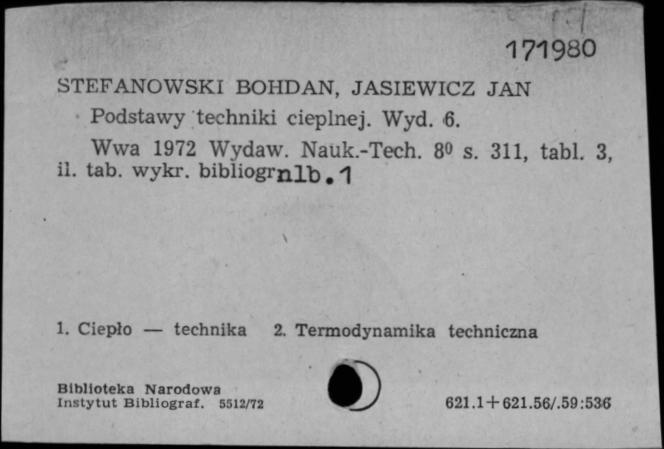 171980
STEFANOWSKI BOHDAN, JASIEWICZ JAN
Podstawy techniki cieplnej. Wyd. 6.
Wwa 1972 Wydaw. Nauk.-Tech. 8⁰ s. 311, tabl. 3,
il. tab. wykr. bibliogrnlb.1
1. Ciepło — technika 2. Termodynamika techniczna
Biblioteka Narodowa
Instytut Bibliograf. 5512/72
621.1+621.56/.59:536